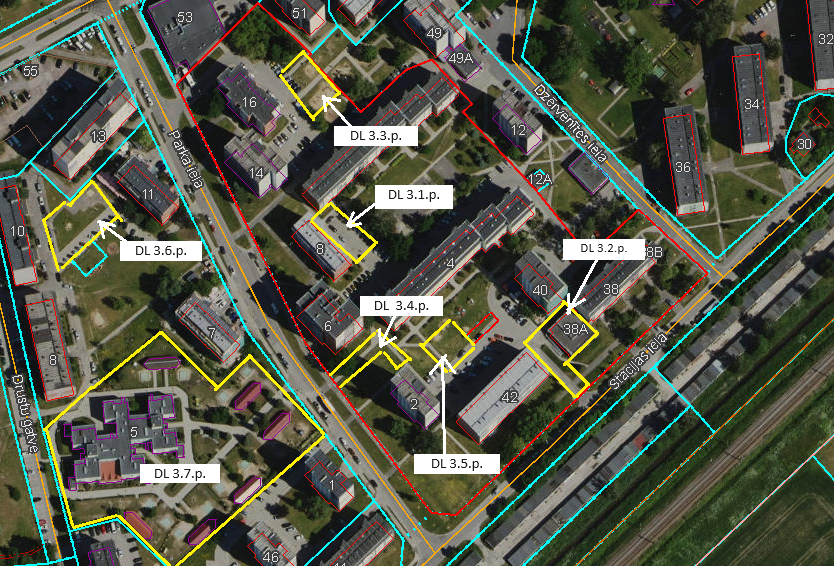 53
51
49
49A
55
16
13
14
12
34
32
30
36
DL 3.3.p.
Parka iela
Dzērvenītes iela
12A
11
10
DL 3.1.p.
DL 3.6.p.
8
DL 3.2.p.
38B
4
40
38
DL 3.4.p.
6
7
38A
8
Stacijas iela
42
2
Drustu gatve
5
DL 3.5.p.
DL 3.7.p.
1
46